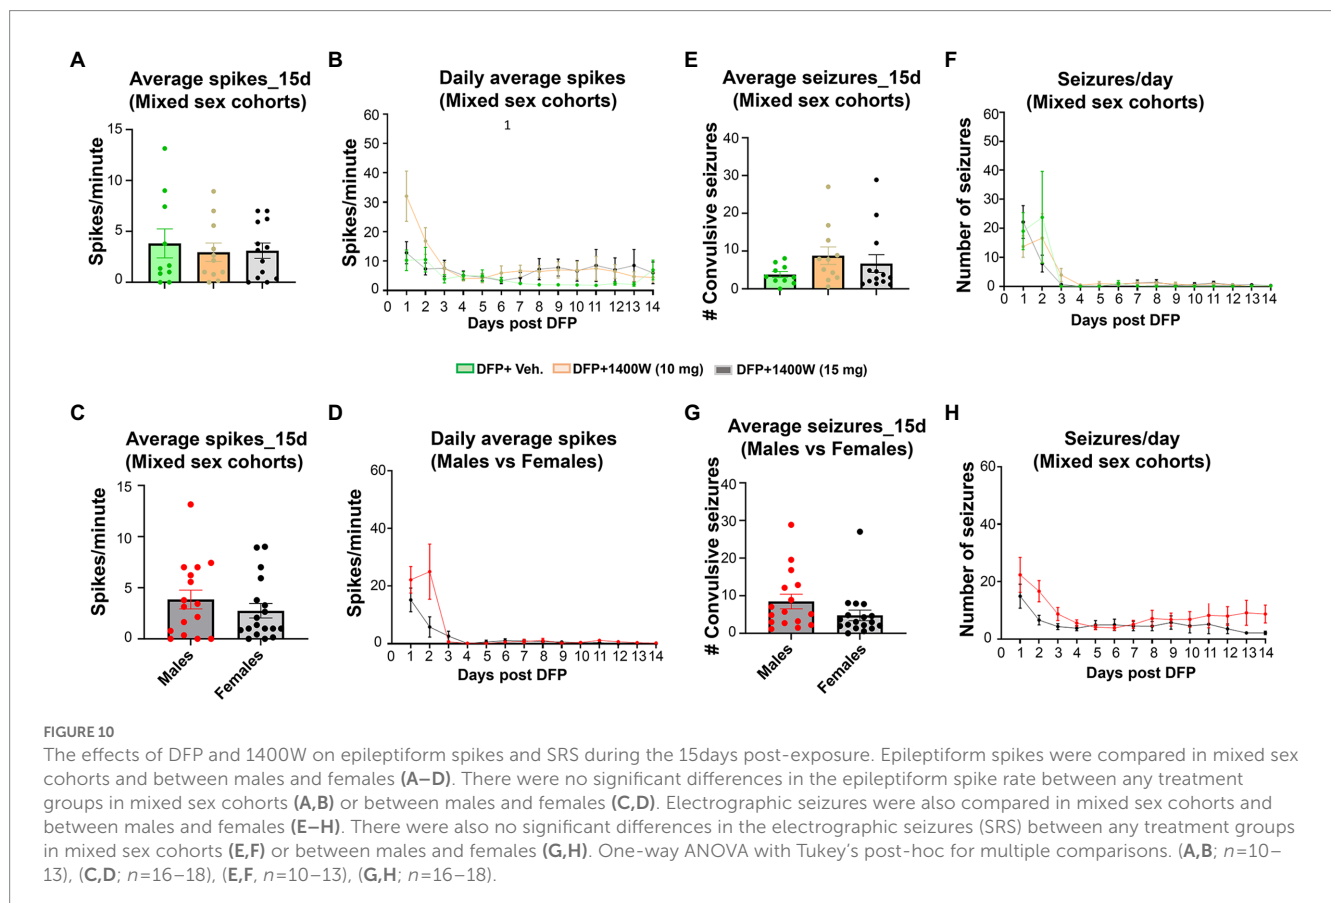 A
Average spikes_15d
(Mixed sex cohorts)
Spikes/minute
15
10
5
0
B
Daily average spikes
(Mixed sex cohorts)
1
Spikes/minute
60
50
40
30
20
10
0
0 1 2 3 4 5 6 7 8 9 10 11 12 13 14
Days post DFP
E
Average seizures_15d
(Mixed sex cohorts)
# Convulsive seizures
40
30
20
10
0
F
Seizures/day
(Mixed sex cohorts)
Number of seizures
60
50
40
30
20
10
0
0 1 2 3 4 5 6 7 8 9 10 11 12 13 14
Days post DFP
DFP+ Veh. DFP+1400W (10 mg) DFP+1400W (15 mg)
C
Average spikes_15d
(Mixed sex cohorts)
Spikes/minute
15
10
5
0
Males Females
D
Daily average spikes
(Males vs Females)
Spikes/minute
60
40
20
0
0 1 2 3 4 5 6 7 8 9 10 11 12 13 14
Days post DFP
G
Average seizures_15d
(Males vs Females)
# Convulsive seizures
40
30
20
10
0
Males Females
H
Seizures/day
(Mixed sex cohorts)
Number of seizures
60
40
20
0
0 1 2 3 4 5 6 7 8 9 10 11 12 13 14
Days post DFP
FIGURE 10
The effects of DFP and 1400W on epileptiform spikes and SRS during the 15days post-exposure. Epileptiform spikes were compared in mixed sex
cohorts and between males and females (A–D). There were no significant differences in the epileptiform spike rate between any treatment
groups in mixed sex cohorts (A,B) or between males and females (C,D). Electrographic seizures were also compared in mixed sex cohorts and
between males and females (E–H). There were also no significant differences in the electrographic seizures (SRS) between any treatment groups
in mixed sex cohorts (E,F) or between males and females (G,H). One-way ANOVA with Tukey's post-hoc for multiple comparisons. (A,B; n=10–
13), (C,D; n=16–18), (E,F, n=10–13), (G,H; n=16–18).